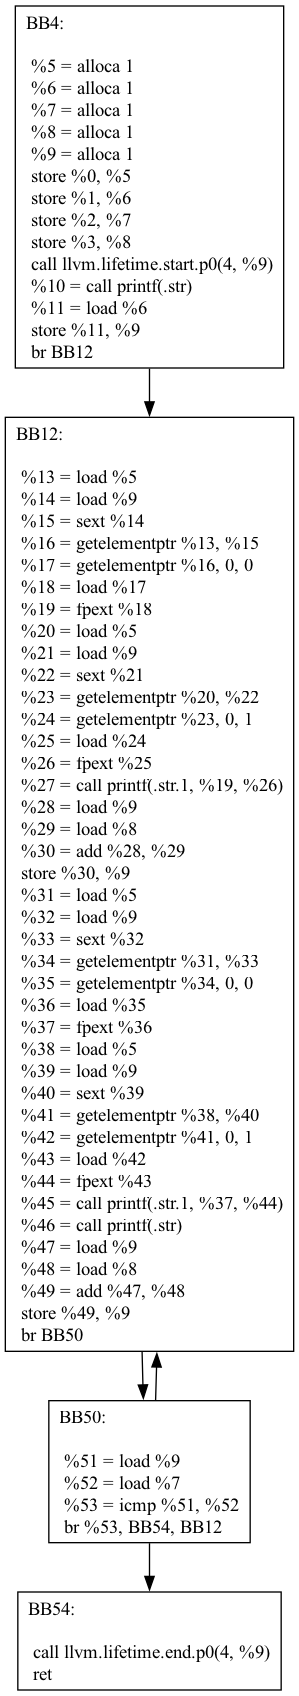 BB4:
%5 = alloca 1
%6 = alloca 1
%7 = alloca 1
%8 = alloca 1
%9 = alloca 1
store %0, %5
store %1, %6
store %2, %7
store %3, %8
call llvm.lifetime.start.p0(4, %9)
%10 = call printf(.str)
%11 = load %6
store %11, %9
br BB12
BB12:
%13 = load %5
%14 = load %9
%15 = sext %14
%16 = getelementptr %13, %15
%17 = getelementptr %16, 0, 0
%18 = load %17
%19 = fpext %18
%20 = load %5
%21 = load %9
%22 = sext %21
%23 = getelementptr %20, %22
%24 = getelementptr %23, 0, 1
%25 = load %24
%26 = fpext %25
%27 = call printf(.str.1, %19, %26)
%28 = load %9
%29 = load %8
%30 = add %28, %29
store %30, %9
%31 = load %5
%32 = load %9
%33 = sext %32
%34 = getelementptr %31, %33
%35 = getelementptr %34, 0, 0
%36 = load %35
%37 = fpext %36
%38 = load %5
%39 = load %9
%40 = sext %39
%41 = getelementptr %38, %40
%42 = getelementptr %41, 0, 1
%43 = load %42
%44 = fpext %43
%45 = call printf(.str.1, %37, %44)
%46 = call printf(.str)
%47 = load %9
%48 = load %8
%49 = add %47, %48
store %49, %9
br BB50
BB50:
%51 = load %9
%52 = load %7
%53 = icmp %51, %52
br %53, BB54, BB12
BB54:
call llvm.lifetime.end.p0(4, %9)
ret